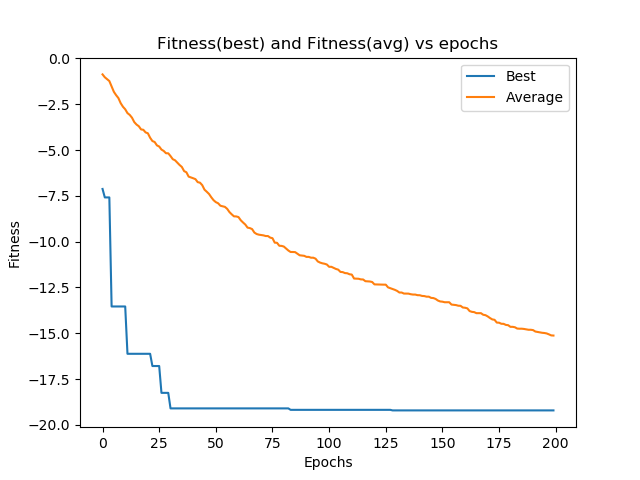 Fitness(best) and Fitness(avg) vs epochs
0.0
−2.5
−5.0
−7.5
−10.0
−12.5
−15.0
−17.5
−20.0
Fitness
Best
Average
0 25 50 75 100 125 150 175 200
Epochs